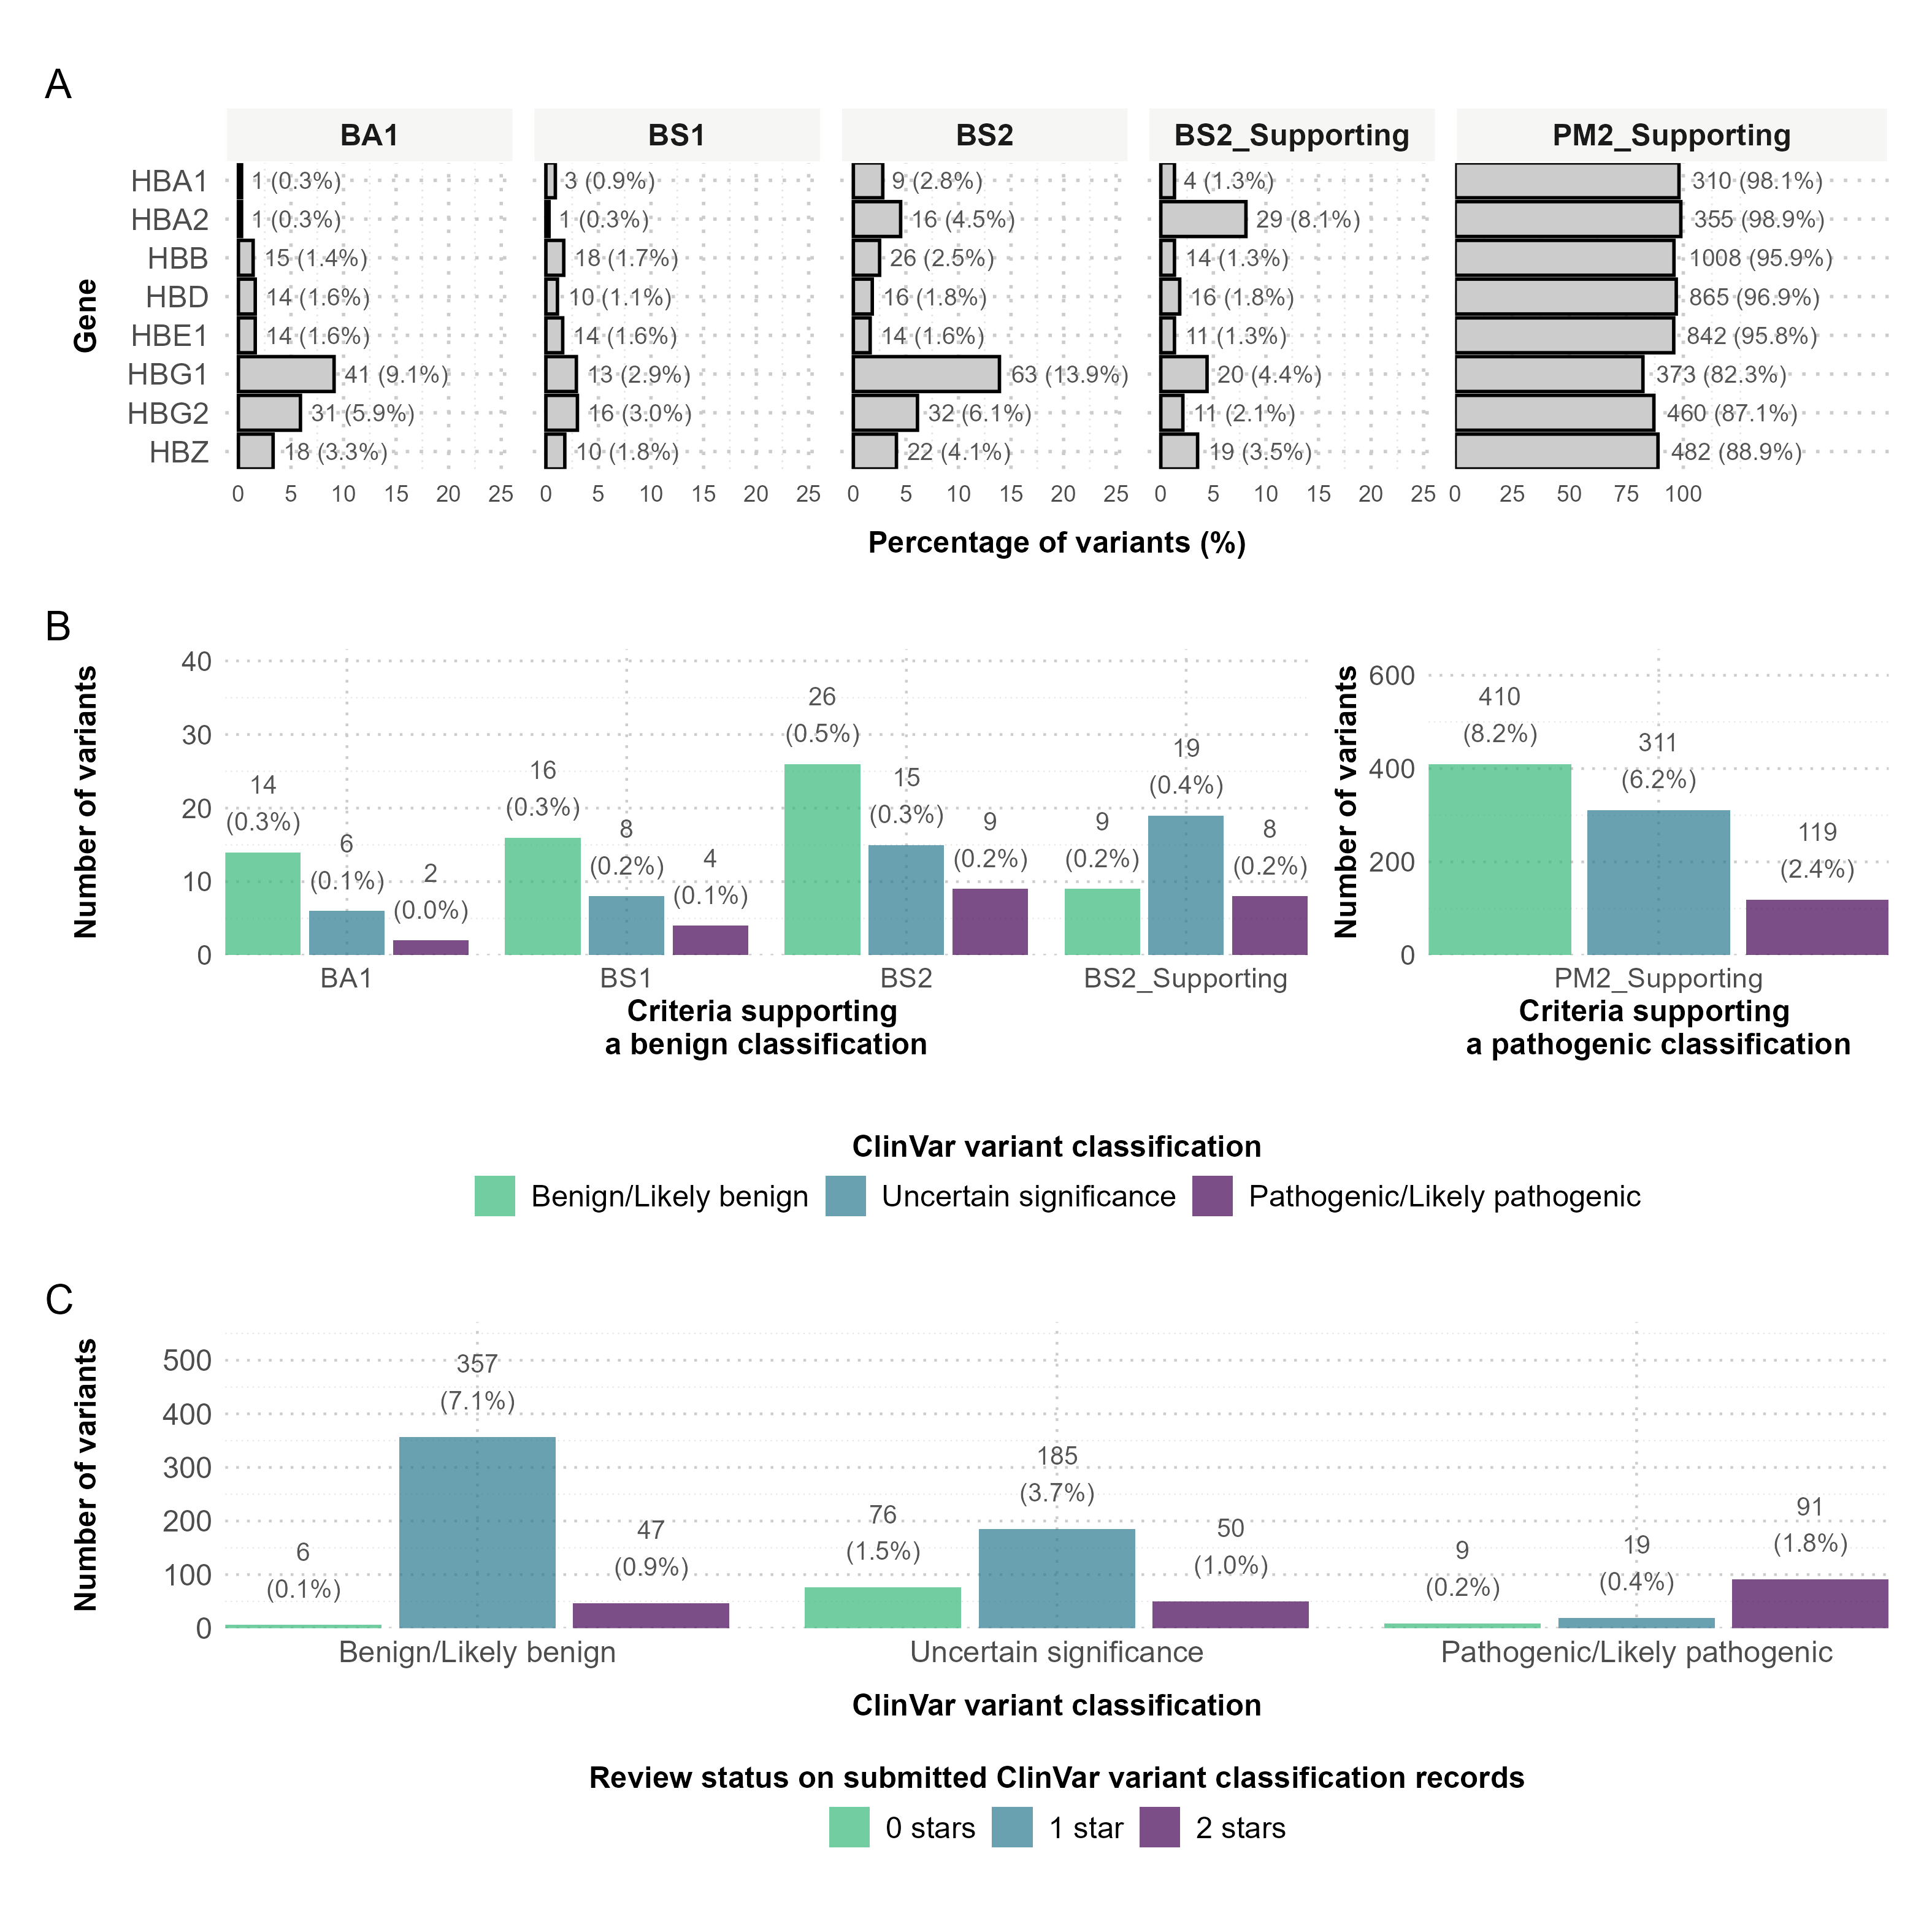 A
BA1 BS1 BS2 BS2_Supporting PM2_Supporting
Gene
HBA1 1 (0.3%) 3 (0.9%) 9 (2.8%) 4 (1.3%) 310 (98.1%)
HBA2 1 (0.3%) 1 (0.3%) 16 (4.5%) 29 (8.1%) 355 (98.9%)
HBB 15 (1.4%) 18 (1.7%) 26 (2.5%) 14 (1.3%) 1008 (95.9%)
HBD 14 (1.6%) 10 (1.1%) 16 (1.8%) 16 (1.8%) 865 (96.9%)
HBE1 14 (1.6%) 14 (1.6%) 14 (1.6%) 11 (1.3%) 842 (95.8%)
HBG1 41 (9.1%) 13 (2.9%) 63 (13.9%) 20 (4.4%) 373 (82.3%)
HBG2 31 (5.9%) 16 (3.0%) 32 (6.1%) 11 (2.1%) 460 (87.1%)
HBZ 18 (3.3%) 10 (1.8%) 22 (4.1%) 19 (3.5%) 482 (88.9%)
0 5 10 15 20 25 0 5 10 15 20 25 0 5 10 15 20 25 0 5 10 15 20 25 0 25 50 75 100
Percentage of variants (%)
B
Number of variants
40
30
20
10
0
14
(0.3%)
6
(0.1%)
2
(0.0%)
16
(0.3%)
8
(0.2%)
4
(0.1%)
26
(0.5%)
15
(0.3%)
9
(0.2%)
9
(0.2%)
19
(0.4%)
8
(0.2%)
BA1 BS1 BS2 BS2_Supporting
Criteria supporting
a benign classification
Number of variants
600
400
200
0
410
(8.2%)
311
(6.2%)
119
(2.4%)
PM2_Supporting
Criteria supporting
a pathogenic classification
ClinVar variant classification
Benign/Likely benign Uncertain significance Pathogenic/Likely pathogenic
C
Number of variants
500
400
300
200
100
0
6
(0.1%)
357
(7.1%)
47
(0.9%)
76
(1.5%)
185
(3.7%)
50
(1.0%)
9
(0.2%)
19
(0.4%)
91
(1.8%)
Benign/Likely benign Uncertain significance Pathogenic/Likely pathogenic
ClinVar variant classification
Review status on submitted ClinVar variant classification records
0 stars 1 star 2 stars